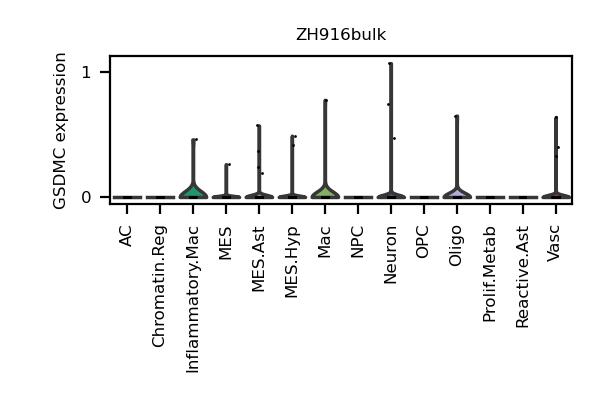 ZH916bulk
GSDMC expression
1
0
AC
Chromatin.Reg
Inflammatory.Mac
MES
MES.Ast
MES.Hyp
Mac
NPC
Neuron
OPC
Oligo
Prolif.Metab
Reactive.Ast
Vasc